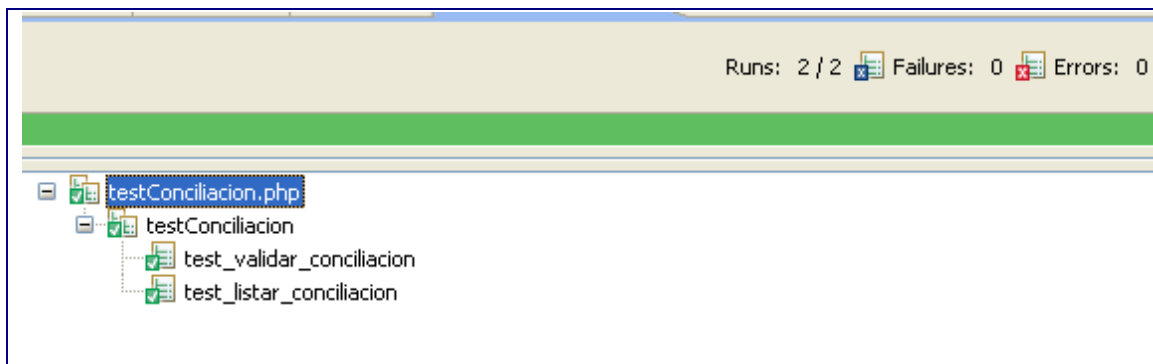 Runs: 2 / 2 Failures: 0 Errors: 0
testConciliacion.php
testConciliacion
test_validar_conciliacion
test_listar_conciliacion